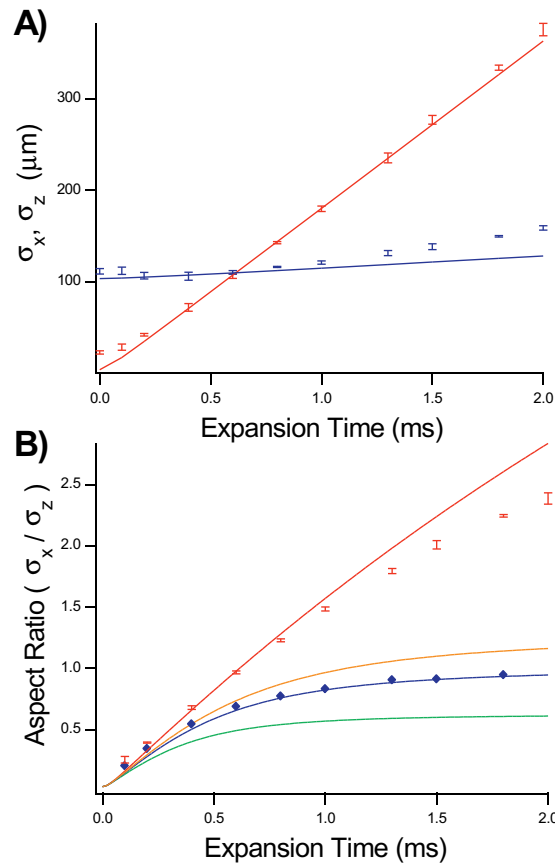 A)
σx, σz (μm)
300
200
100
0.0 0.5 1.0 1.5 2.0
Expansion Time (ms)
B)
Aspect Ratio ( σx / σz )
2.5
2.0
1.5
1.0
0.5
0.0 0.5 1.0 1.5 2.0
Expansion Time (ms)